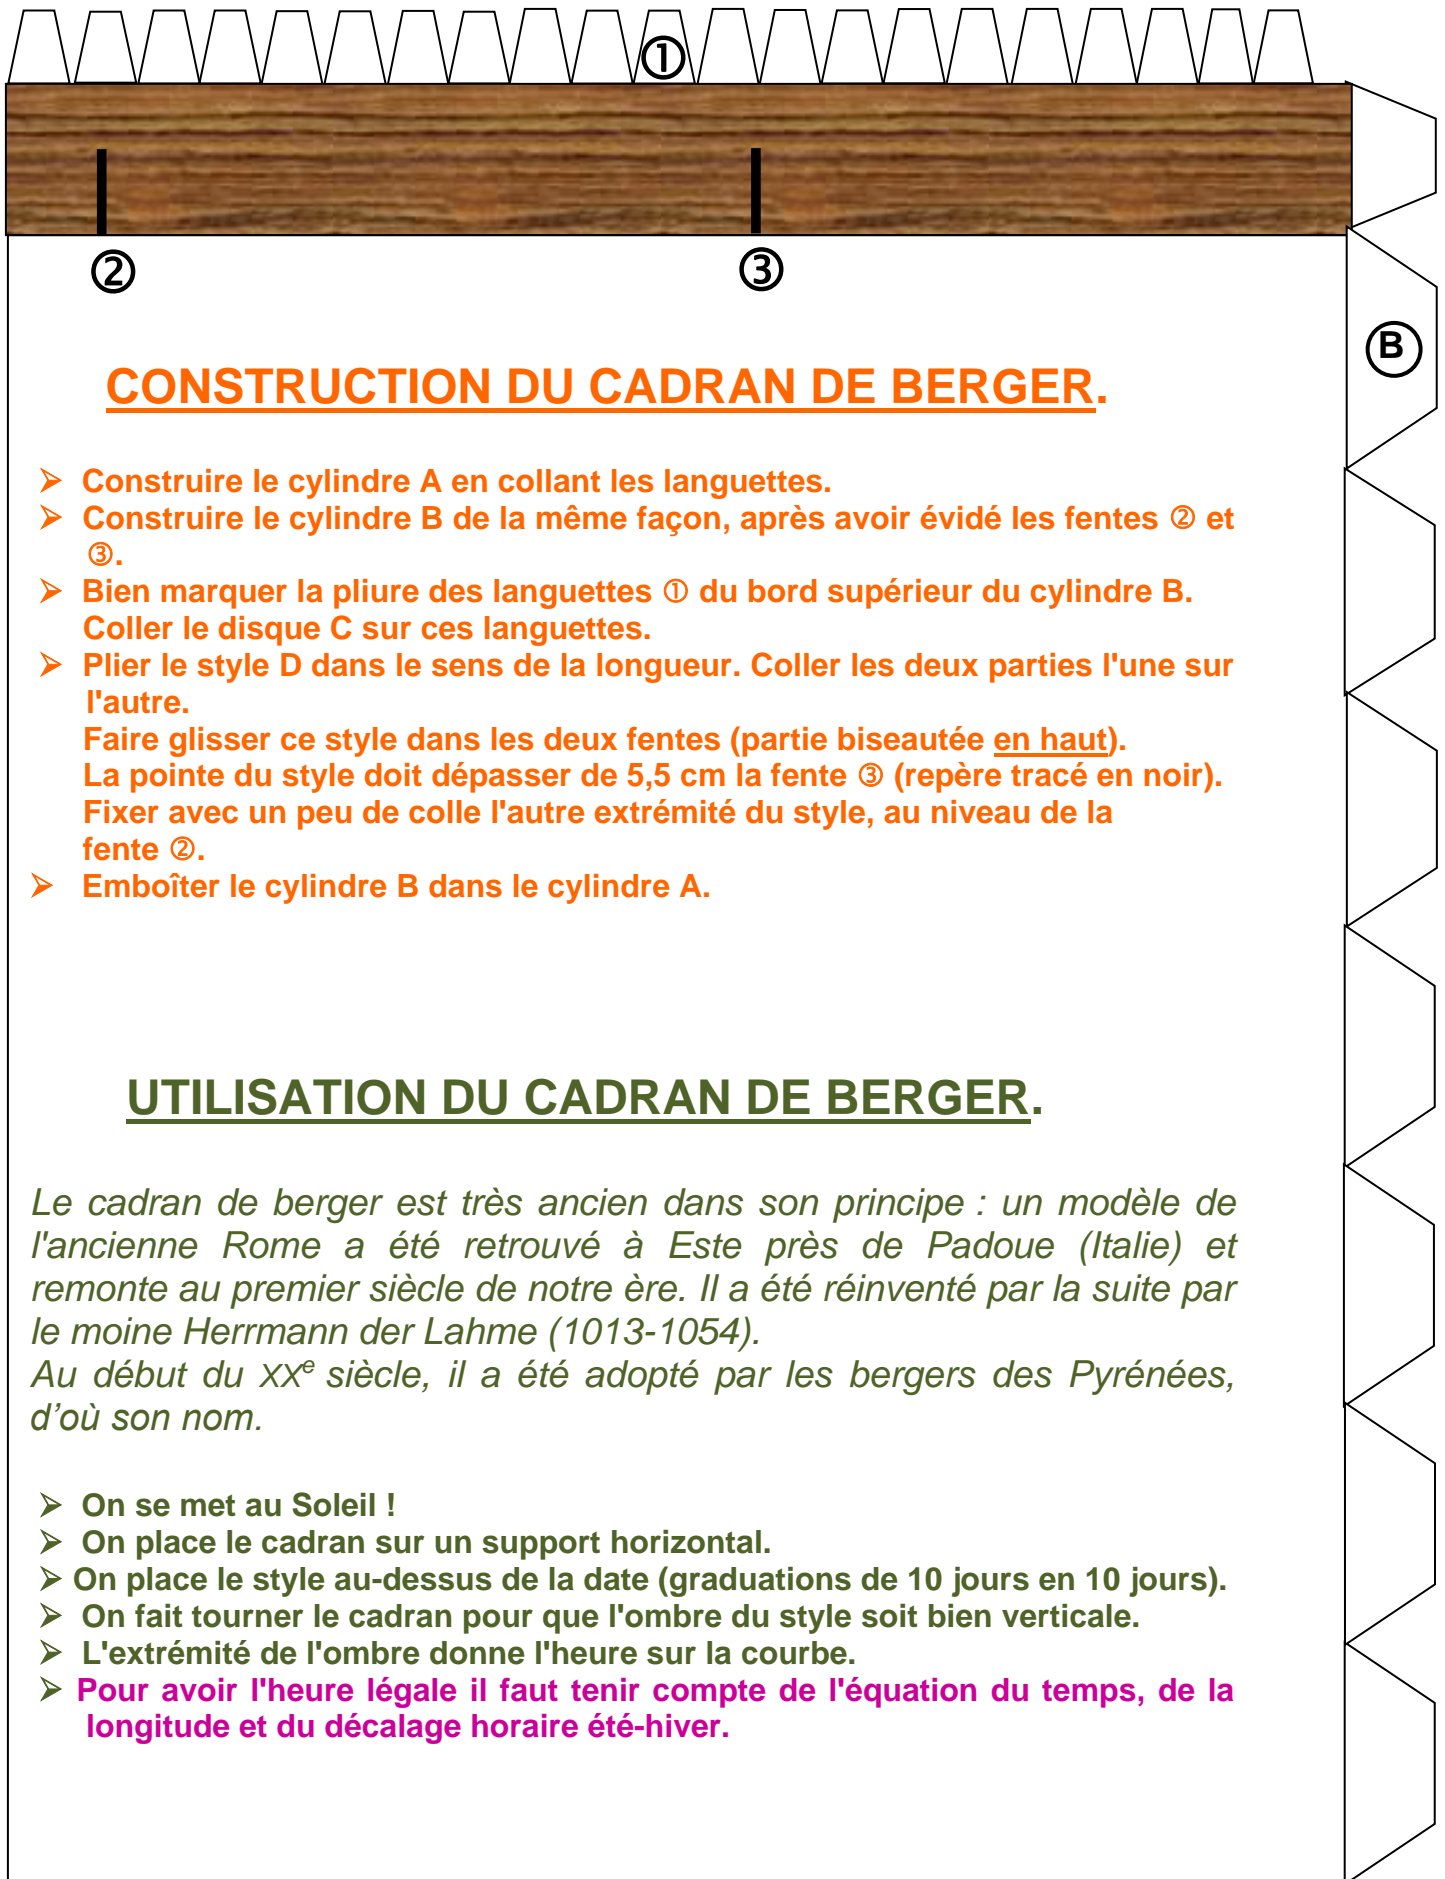 ①
② ③
B
CONSTRUCTION DU CADRAN DE BERGER.
➢ Construire le cylindre A en collant les languettes.
➢ Construire le cylindre B de la même façon, après avoir évidé les fentes ② et
③.
➢ Bien marquer la pliure des languettes ① du bord supérieur du cylindre B.
Coller le disque C sur ces languettes.
➢ Plier le style D dans le sens de la longueur. Coller les deux parties l'une sur
l'autre.
Faire glisser ce style dans les deux fentes (partie biseautée en haut).
La pointe du style doit dépasser de 5,5 cm la fente ③ (repère tracé en noir).
Fixer avec un peu de colle l'autre extrémité du style, au niveau de la
fente ②.
➢ Emboîter le cylindre B dans le cylindre A.
UTILISATION DU CADRAN DE BERGER.
Le cadran de berger est très ancien dans son principe : un modèle de
l'ancienne Rome a été retrouvé à Este près de Padoue (Italie) et
remonte au premier siècle de notre ère. Il a été réinventé par la suite par
le moine Herrmann der Lahme (1013-1054).
Au début du XXe siècle, il a été adopté par les bergers des Pyrénées,
d’où son nom.
➢ On se met au Soleil !
➢ On place le cadran sur un support horizontal.
➢ On place le style au-dessus de la date (graduations de 10 jours en 10 jours).
➢ On fait tourner le cadran pour que l'ombre du style soit bien verticale.
➢ L'extrémité de l'ombre donne l'heure sur la courbe.
➢ Pour avoir l'heure légale il faut tenir compte de l'équation du temps, de la
longitude et du décalage horaire été-hiver.